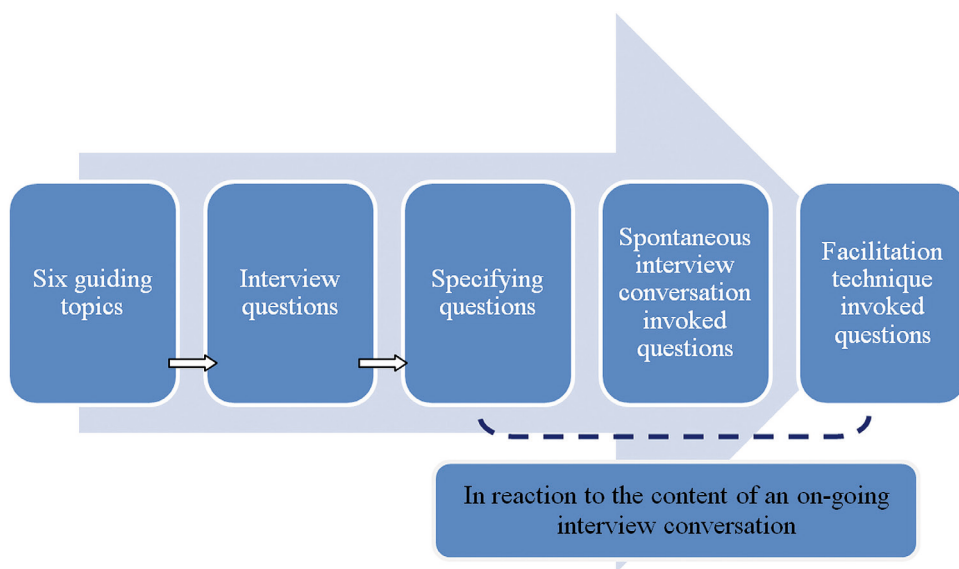 Six guiding
topics
Interview
questions
Specifying
questions
Spontaneous
interview
conversation
invoked
questions
Facilitation
technique
invoked
questions
In reaction to the content of an on-going
interview conversation